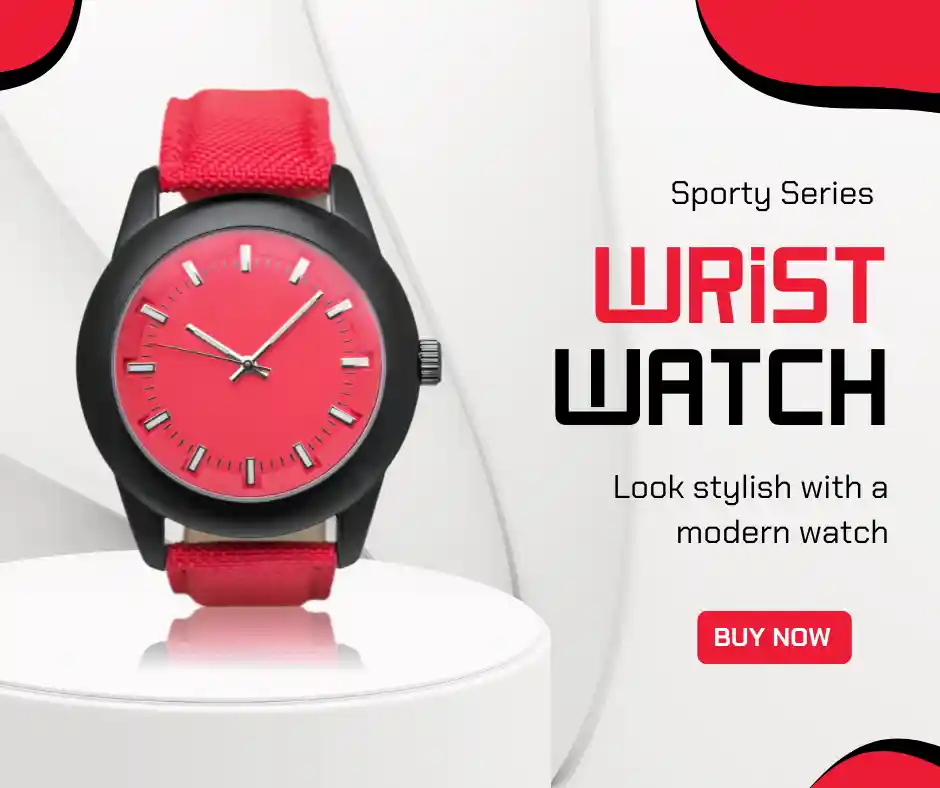 Sporty Series
WRiST
WATCH
Look stylish with a
modern watch
BUY NOW